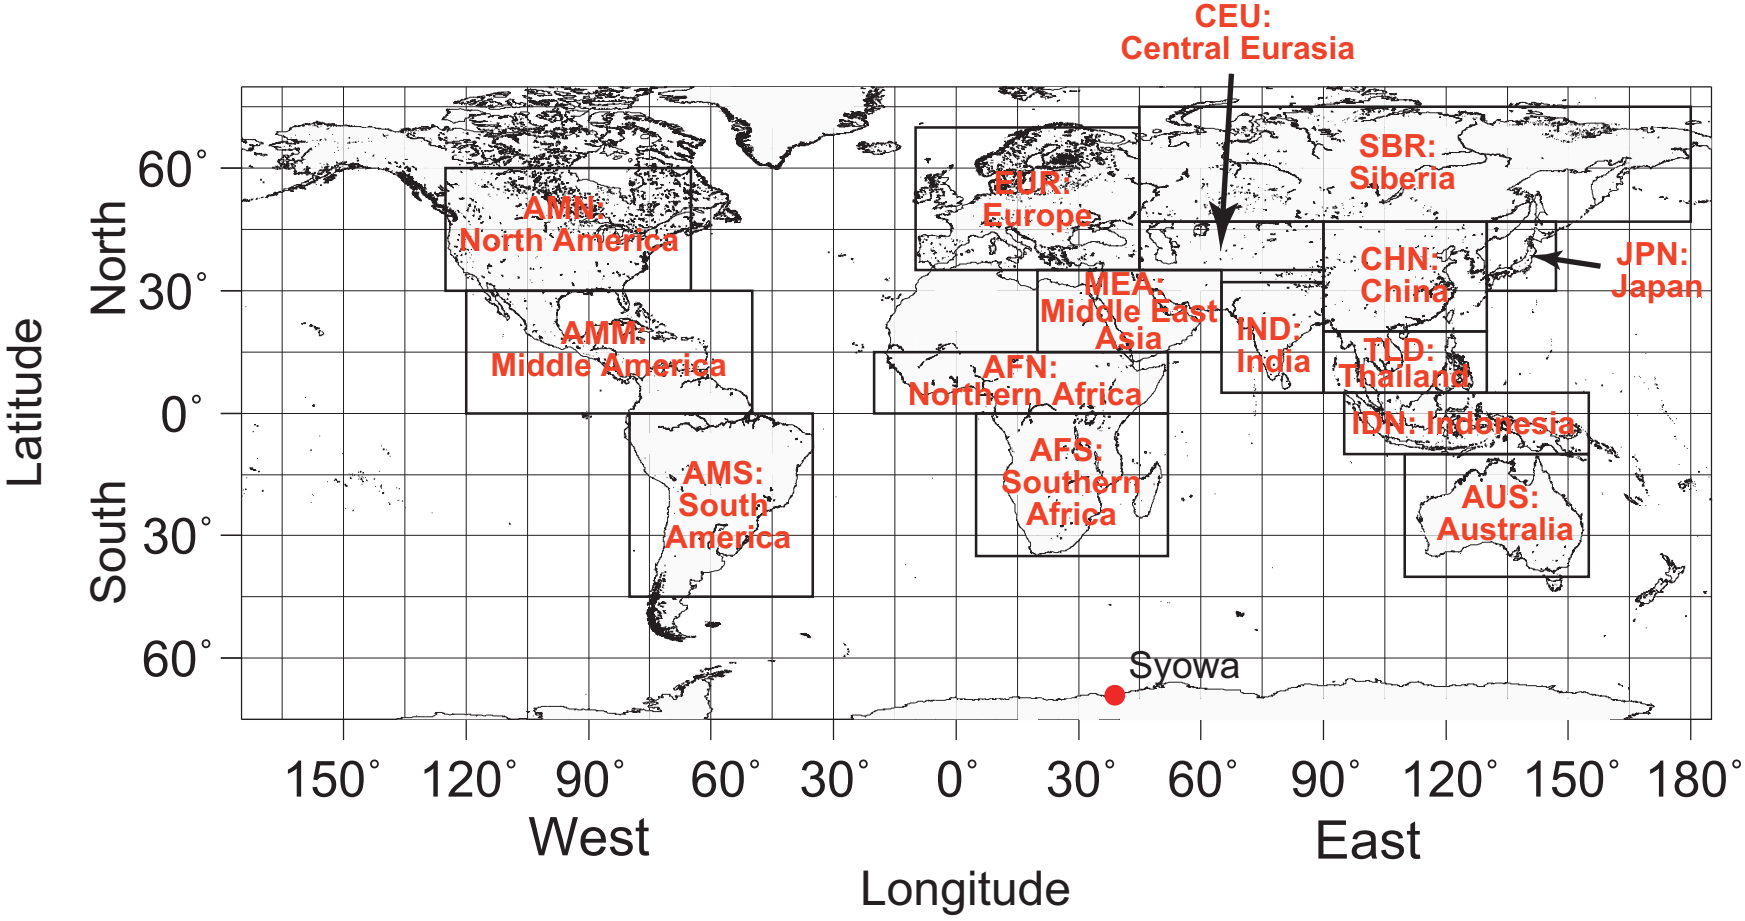 CEU:
Central Eurasia
60°
SBR:
Siberia
EUR:
Europe
AMN:
North America
North
CHN:
China
JPN:
Japan
30°
MEA:
Middle East
Asia
AMM:
Middle America
IND:
India
TLD:
Thailand
AFN:
Northern Africa
Latitude
0°
IDN: Indonesia
AFS:
Southern
Africa
AMS:
South
America
AUS:
Australia
South
30°
60°
Syowa
150° 120° 90° 60° 30° 0° 30° 60° 90° 120° 150° 180°
West East
Longitude